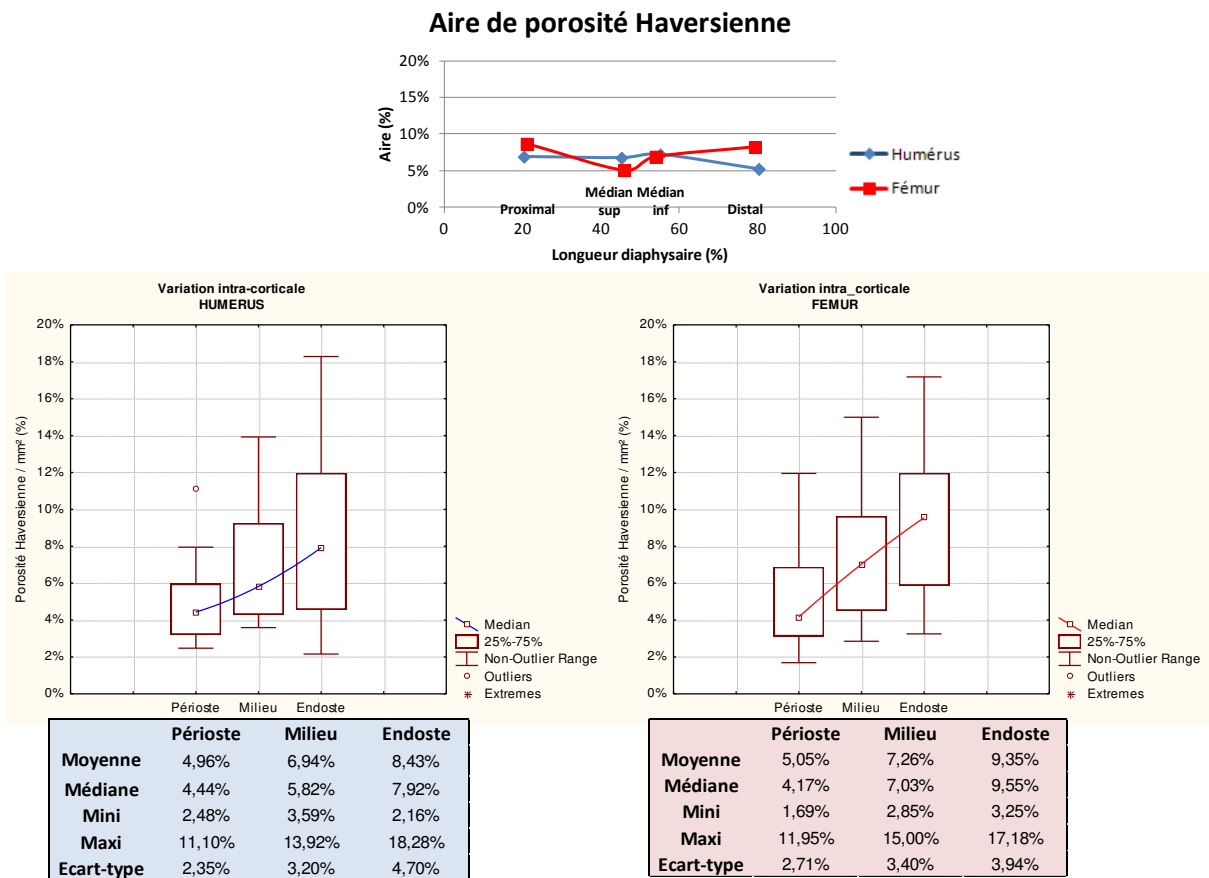 Aire de porosité Haversienne
20%
15%
10%
5%
0%
Aire (%)
Proximal
Médian sup
Médian inf
Distal
0 20 40 60 80 100
Longueur diaphysaire (%)
Humérus
Fémur
Variation intra-corticale
HUMERUS
Porosité Haversienne / mm² (%)
20%
18%
16%
14%
12%
10%
8%
6%
4%
2%
0%
Périoste Milieu Endoste
Median
25%-75%
Non-Outlier Range
Outliers
Extremes
Variation intra_corticale
FEMUR
Porosité Haversienne / mm² (%)
20%
18%
16%
14%
12%
10%
8%
6%
4%
2%
0%
Périoste Milieu Endoste
Median
25%-75%
Non-Outlier Range
Outliers
Extremes
Périoste Milieu Endoste
Moyenne 4,96% 6,94% 8,43%
Médiane 4,44% 5,82% 7,92%
Mini 2,48% 3,59% 2,16%
Maxi 11,10% 13,92% 18,28%
Ecart-type 2,35% 3,20% 4,70%
Périoste Milieu Endoste
Moyenne 5,05% 7,26% 9,35%
Médiane 4,17% 7,03% 9,55%
Mini 1,69% 2,85% 3,25%
Maxi 11,95% 15,00% 17,18%
Ecart-type 2,71% 3,40% 3,94%